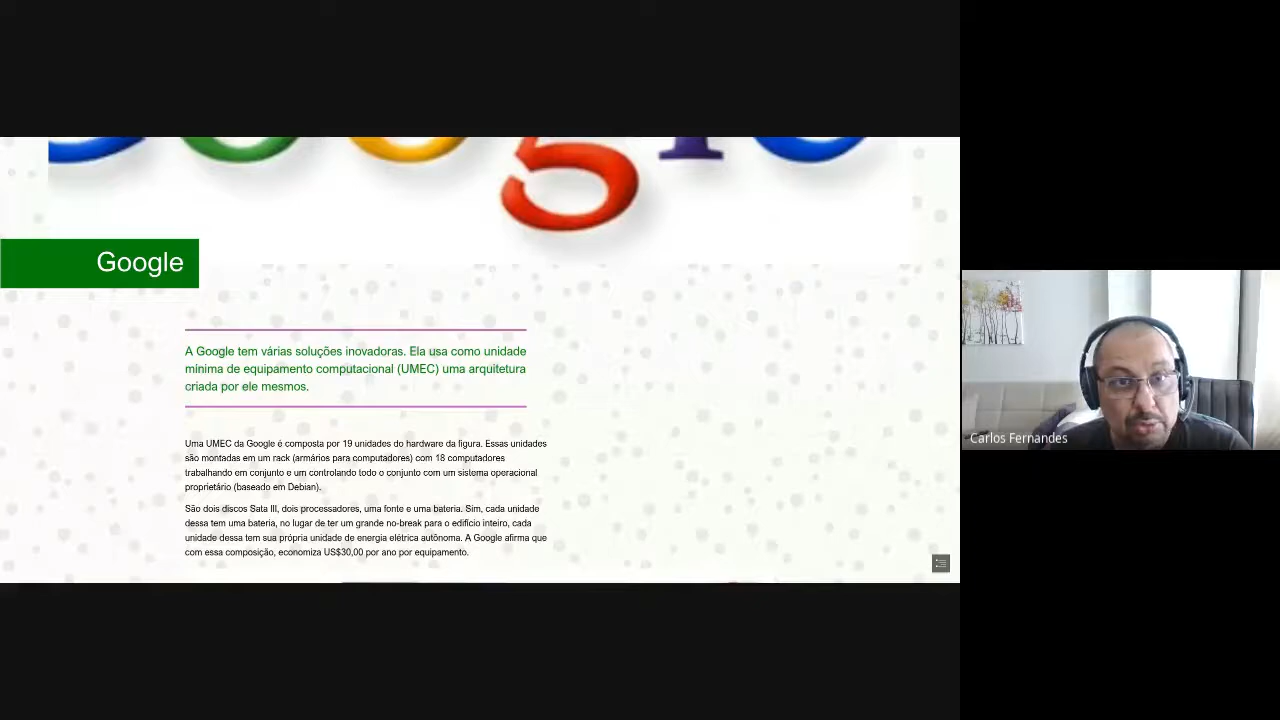 Google
Google
A Google tem várias soluções inovadoras. Ela usa como unidade
mínima de equipamento computacional (UMEC) uma arquitetura
criada por ele mesmos.
Uma UMEC da Google é composta por 19 unidades do hardware da figura. Essas unidades
são montadas em um rack (armários para computadores) com 18 computadores
trabalhando em conjunto e um controlando todo o conjunto com um sistema operacional
proprietário (baseado em Debian).
São dois discos Sata III, dois processadores, uma fonte e uma bateria. Sim, cada unidade
dessa tem uma bateria, no lugar de ter um grande no-break para o edifício inteiro, cada
unidade dessa tem sua própria unidade de energia elétrica autônoma. A Google afirma que
com essa composição, economiza US$30,00 por ano por equipamento.
Carlos Fernandes